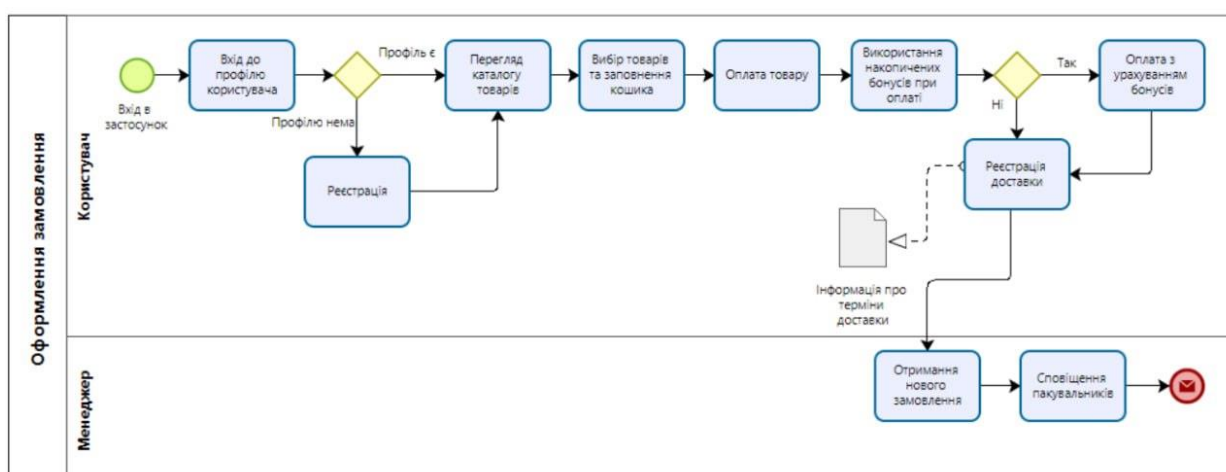 Оформлення замовлення
Користувач
Вхід в
застосунок
Вхід до
профілю
користувача
Профіль є
Профілю нема
Реєстрація
Перегляд
каталогу
товарів
Вибір товарів
та заповнення
кошика
Оплата товару
Використання
накопичених
бонусів при
оплаті
Так
Ні
Оплата з
урахуванням
бонусів
Реєстрація
доставки
Інформація про
терміни
доставки
Менеджер
Отримання
нового
замовлення
Сповіщення
пакувальників